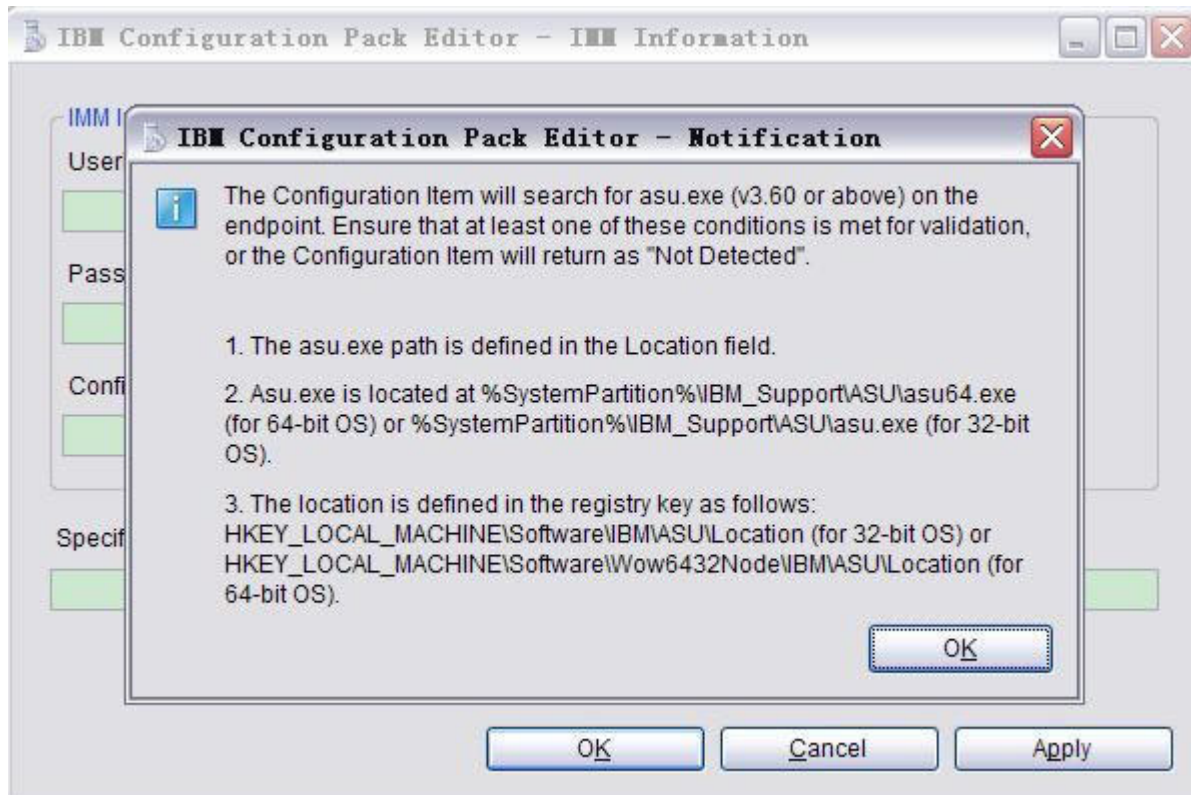 IBM Configuration Pack Editor - IMM Information
IMM I
User
Pass
Confi
Specif
IBM Configuration Pack Editor - Notification
The Configuration Item will search for asu.exe (v3.60 or above) on the
endpoint. Ensure that at least one of these conditions is met for validation,
or the Configuration Item will return as "Not Detected".
1. The asu.exe path is defined in the Location field.
2. Asu.exe is located at %SystemPartition%\IBM_Support\ASU\asu64.exe
(for 64-bit OS) or %SystemPartition%\IBM_Support\ASU\asu.exe (for 32-bit
OS).
3. The location is defined in the registry key as follows:
HKEY_LOCAL_MACHINE\Software\IBM\ASU\Location (for 32-bit OS) or
HKEY_LOCAL_MACHINE\Software\Wow6432Node\IBM\ASU\Location (for
64-bit OS).
OK
OK Cancel Apply